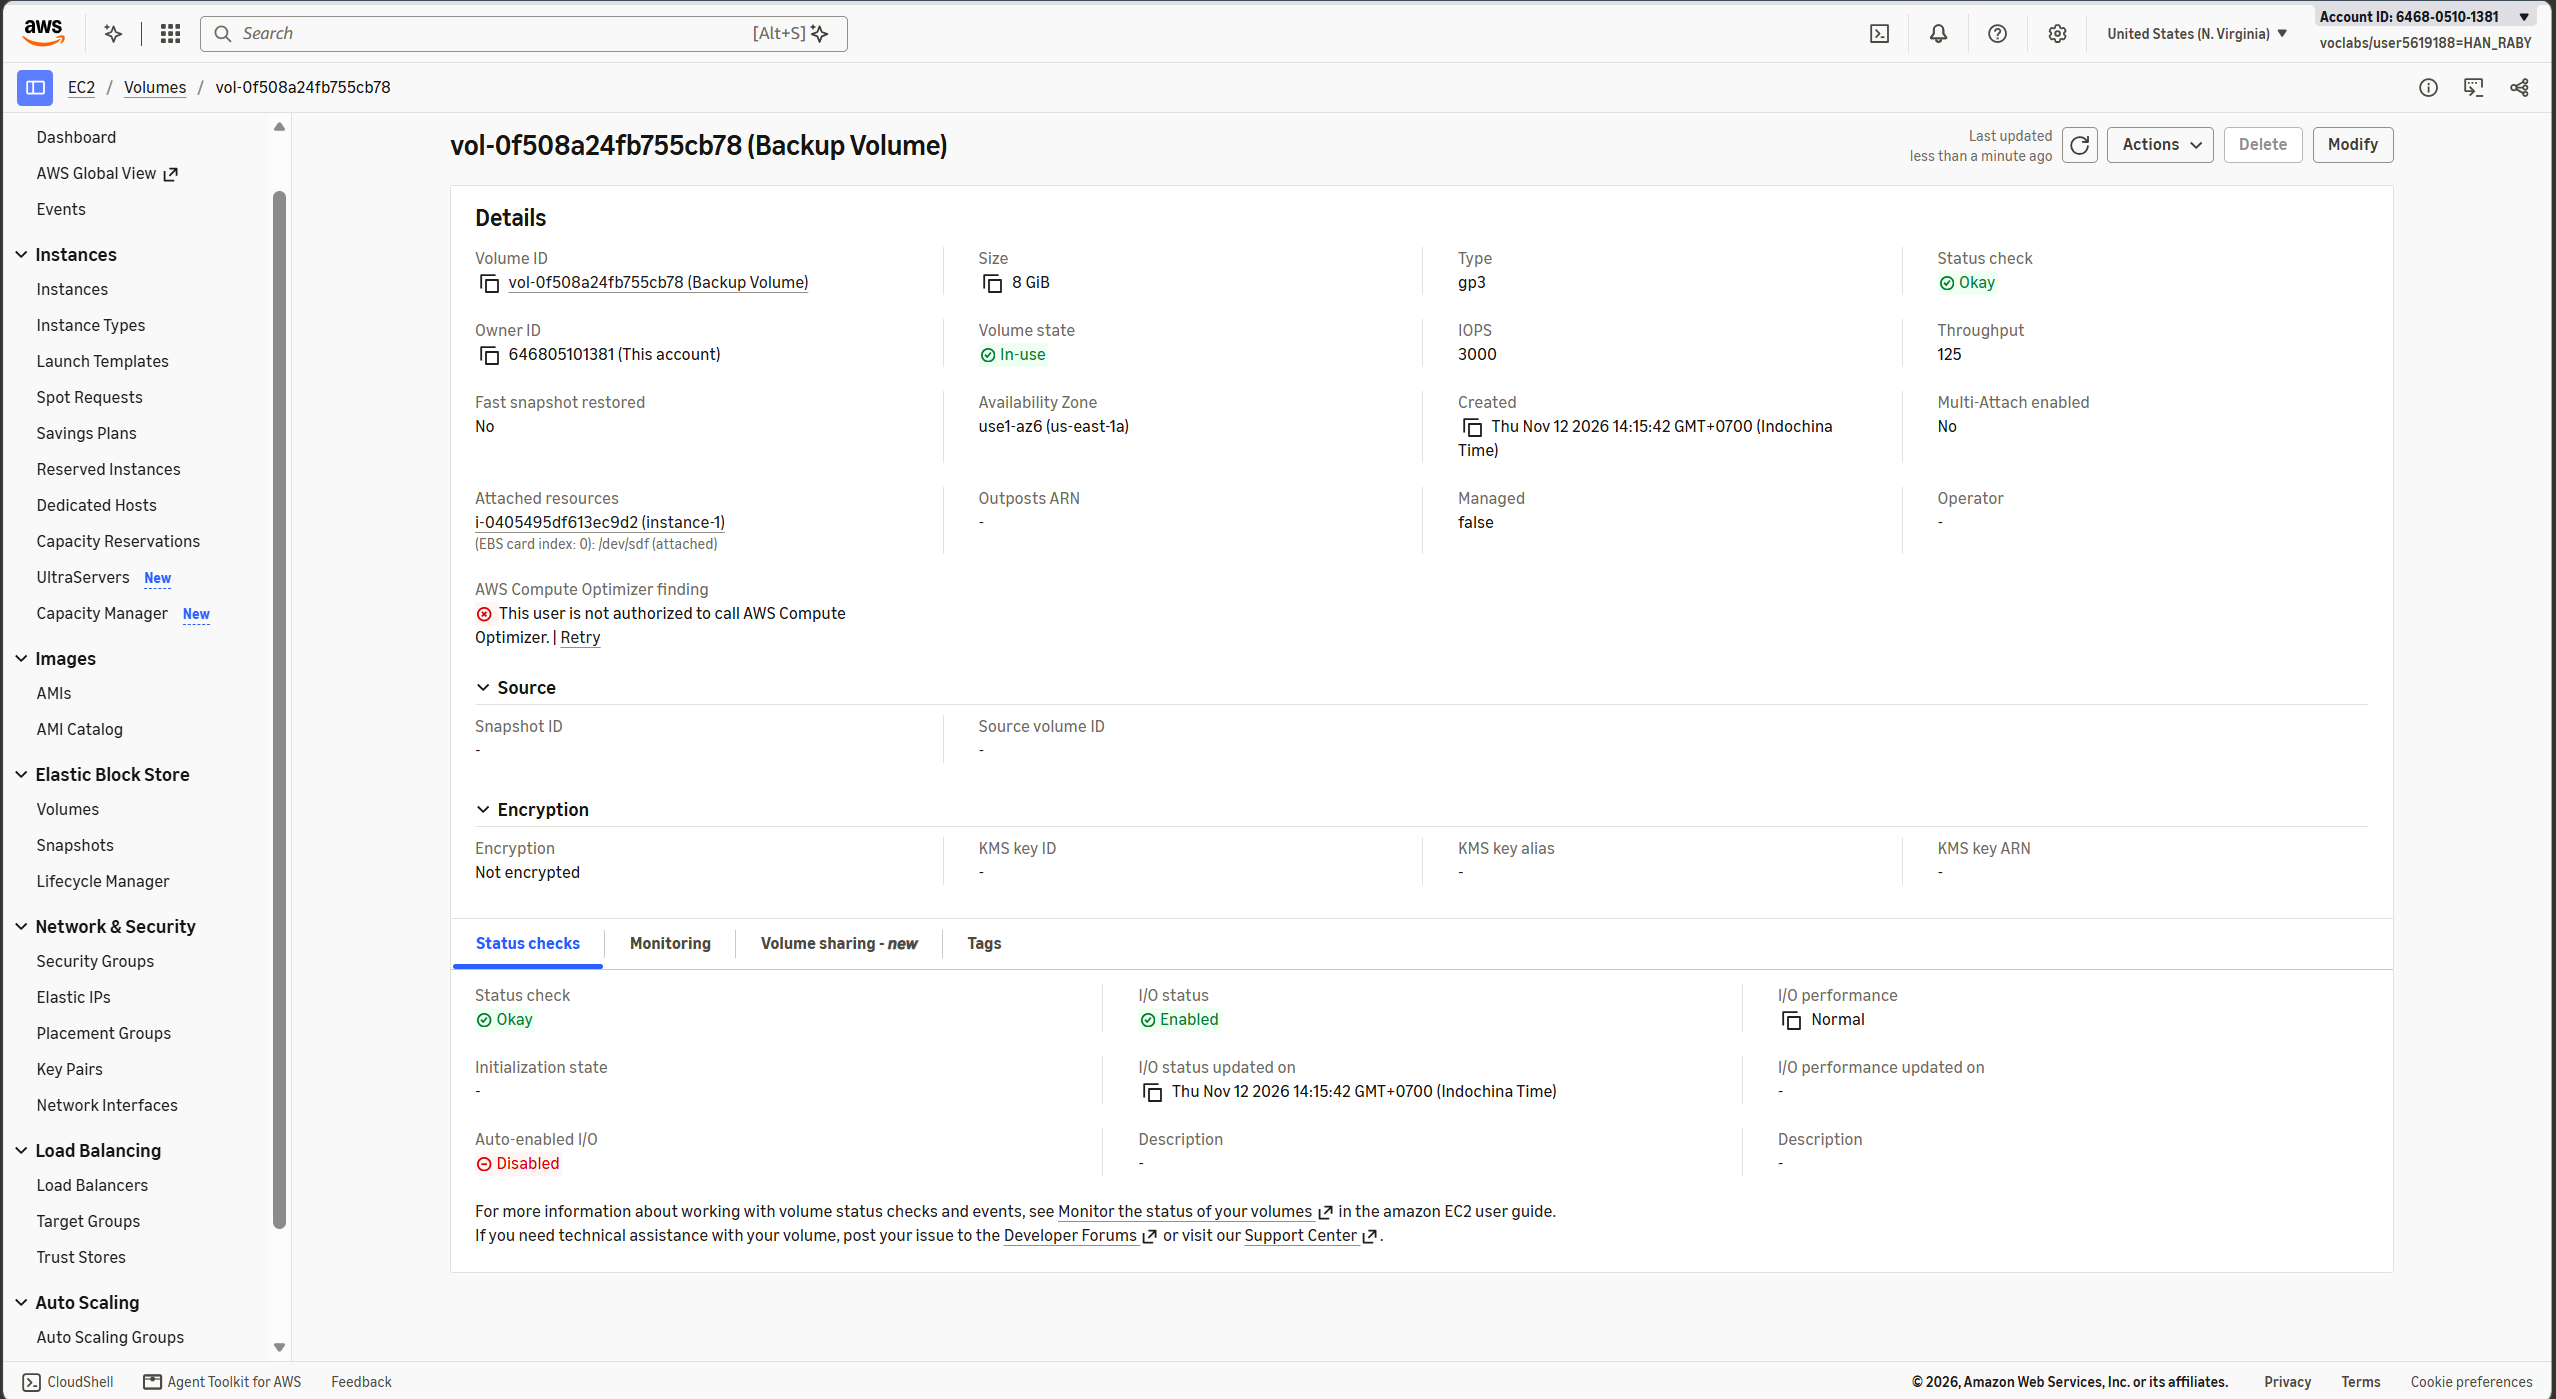 aws
Search [Alt+S]
United States (N. Virginia)
Account ID: 6468-0510-1381
voclabs/user5619188=HAN_RABY
EC2 / Volumes / vol-0f508a24fb755cb78
Dashboard
AWS Global View
Events
Instances
Instances
Instance Types
Launch Templates
Spot Requests
Savings Plans
Reserved Instances
Dedicated Hosts
Capacity Reservations
UltraServers New
Capacity Manager New
Images
AMIs
AMI Catalog
Elastic Block Store
Volumes
Snapshots
Lifecycle Manager
Network & Security
Security Groups
Elastic IPs
Placement Groups
Key Pairs
Network Interfaces
Load Balancing
Load Balancers
Target Groups
Trust Stores
Auto Scaling
Auto Scaling Groups
vol-0f508a24fb755cb78 (Backup Volume)
Last updated
less than a minute ago
Actions
Delete
Modify
Details
Volume ID
vol-0f508a24fb755cb78 (Backup Volume)
Size
8 GiB
Type
gp3
Status check
Okay
Owner ID
646805101381 (This account)
Volume state
In-use
IOPS
3000
Throughput
125
Fast snapshot restored
No
Availability Zone
use1-az6 (us-east-1a)
Created
Thu Nov 12 2026 14:15:42 GMT+0700 (Indochina
Time)
Multi-Attach enabled
No
Attached resources
i-0405495df613ec9d2 (instance-1)
(EBS card index: 0): /dev/sdf (attached)
Outposts ARN
-
Managed
false
Operator
-
AWS Compute Optimizer finding
This user is not authorized to call AWS Compute
Optimizer. | Retry
Source
Snapshot ID
-
Source volume ID
-
Encryption
Encryption
Not encrypted
KMS key ID
-
KMS key alias
-
KMS key ARN
-
Status checks
Monitoring
Volume sharing - new
Tags
Status check
Okay
I/O status
Enabled
I/O performance
Normal
Initialization state
-
I/O status updated on
Thu Nov 12 2026 14:15:42 GMT+0700 (Indochina Time)
I/O performance updated on
-
Auto-enabled I/O
Disabled
Description
-
Description
-
For more information about working with volume status checks and events, see Monitor the status of your volumes in the amazon EC2 user guide.
If you need technical assistance with your volume, post your issue to the Developer Forums or visit our Support Center .
CloudShell
Agent Toolkit for AWS
Feedback
© 2026, Amazon Web Services, Inc. or its affiliates.
Privacy
Terms
Cookie preferences